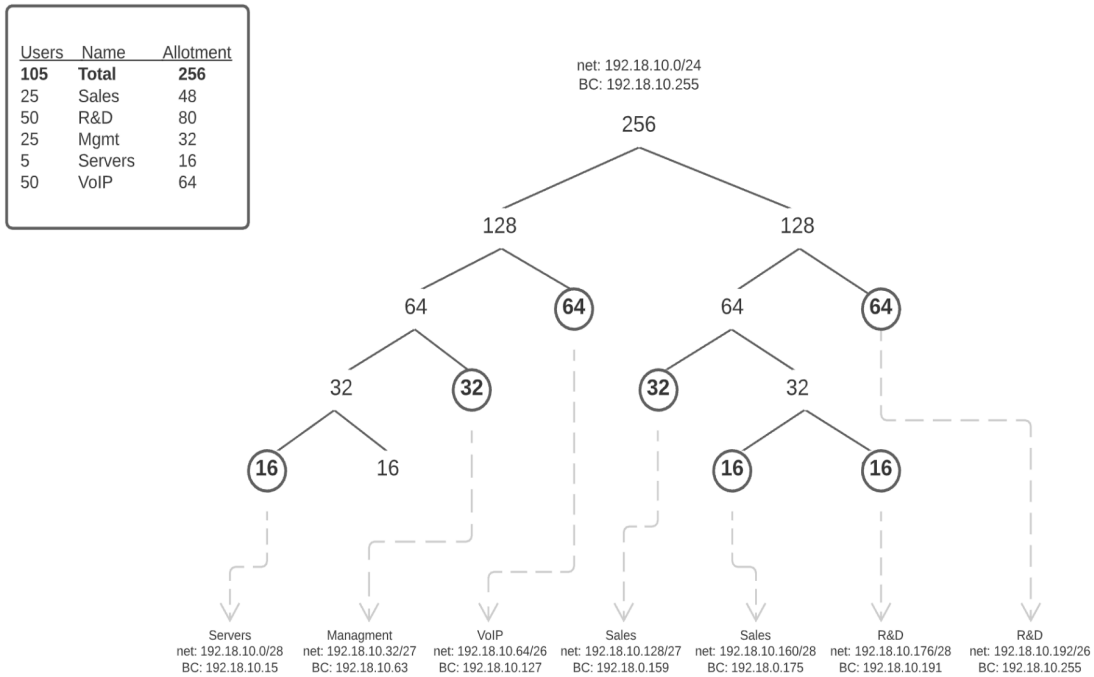 Users Name Allotment
105 Total 256
25 Sales 48
50 R&D 80
25 Mgmt 32
5 Servers 16
50 VoIP 64
net: 192.18.10.0/24
BC: 192.18.10.255
256
128 128
64 64 64 64
32 32 32 32
16 16 16 16
Servers
net: 192.18.10.0/28
BC: 192.18.10.15
Managment
net: 192.18.10.32/27
BC: 192.18.10.63
VoIP
net: 192.18.10.64/26
BC: 192.18.10.127
Sales
net: 192.18.10.128/27
BC: 192.18.0.159
Sales
net: 192.18.10.160/28
BC: 192.18.0.175
R&D
net: 192.18.10.176/28
BC: 192.18.10.191
R&D
net: 192.18.10.192/26
BC: 192.18.10.255